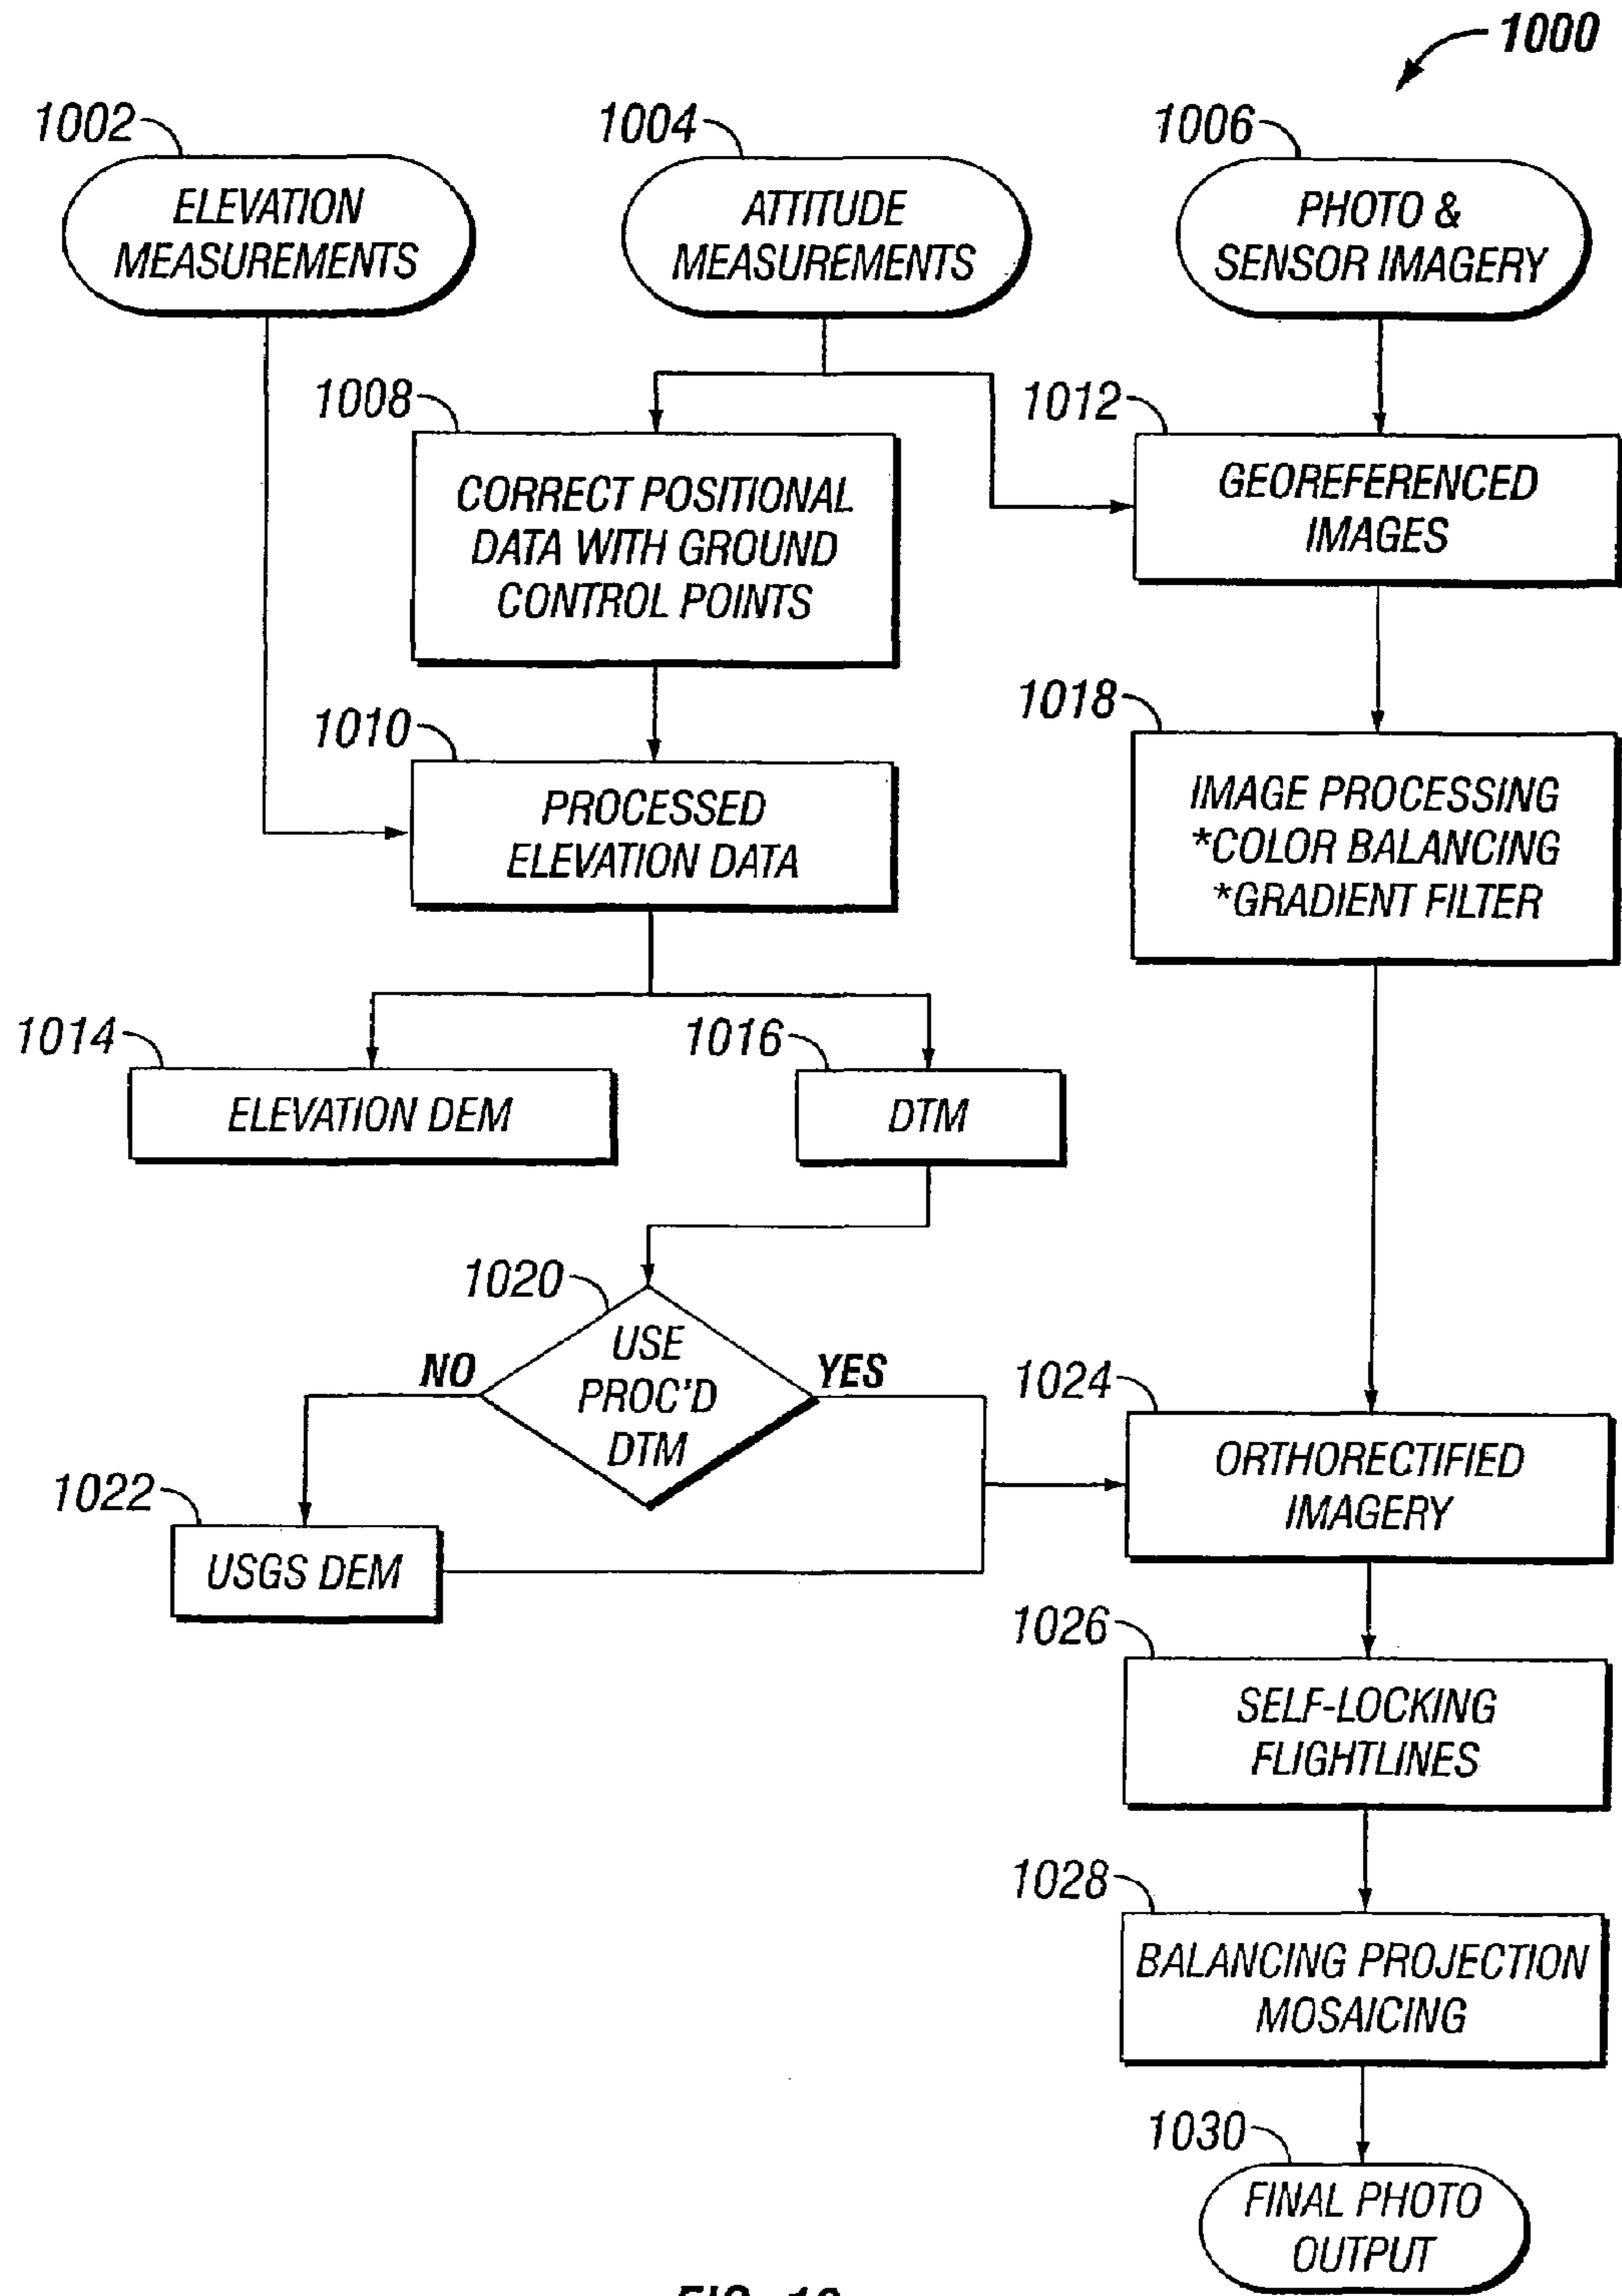 1000
1002
ELEVATION
MEASUREMENTS
1004
ATTITUDE
MEASUREMENTS
1006
PHOTO &
SENSOR IMAGERY
1008
CORRECT POSITIONAL
DATA WITH GROUND
CONTROL POINTS
1012
GEOREFERENCED
IMAGES
1010
PROCESSED
ELEVATION DATA
1018
IMAGE PROCESSING
*COLOR BALANCING
*GRADIENT FILTER
1014
ELEVATION DEM
1016
DTM
1020
USE
PROC'D
DTM
NO
YES
1022
USGS DEM
1024
ORTHORECTIFIED
IMAGERY
1026
SELF-LOCKING
FLIGHTLINES
1028
BALANCING PROJECTION
MOSAICING
1030
FINAL PHOTO
OUTPUT